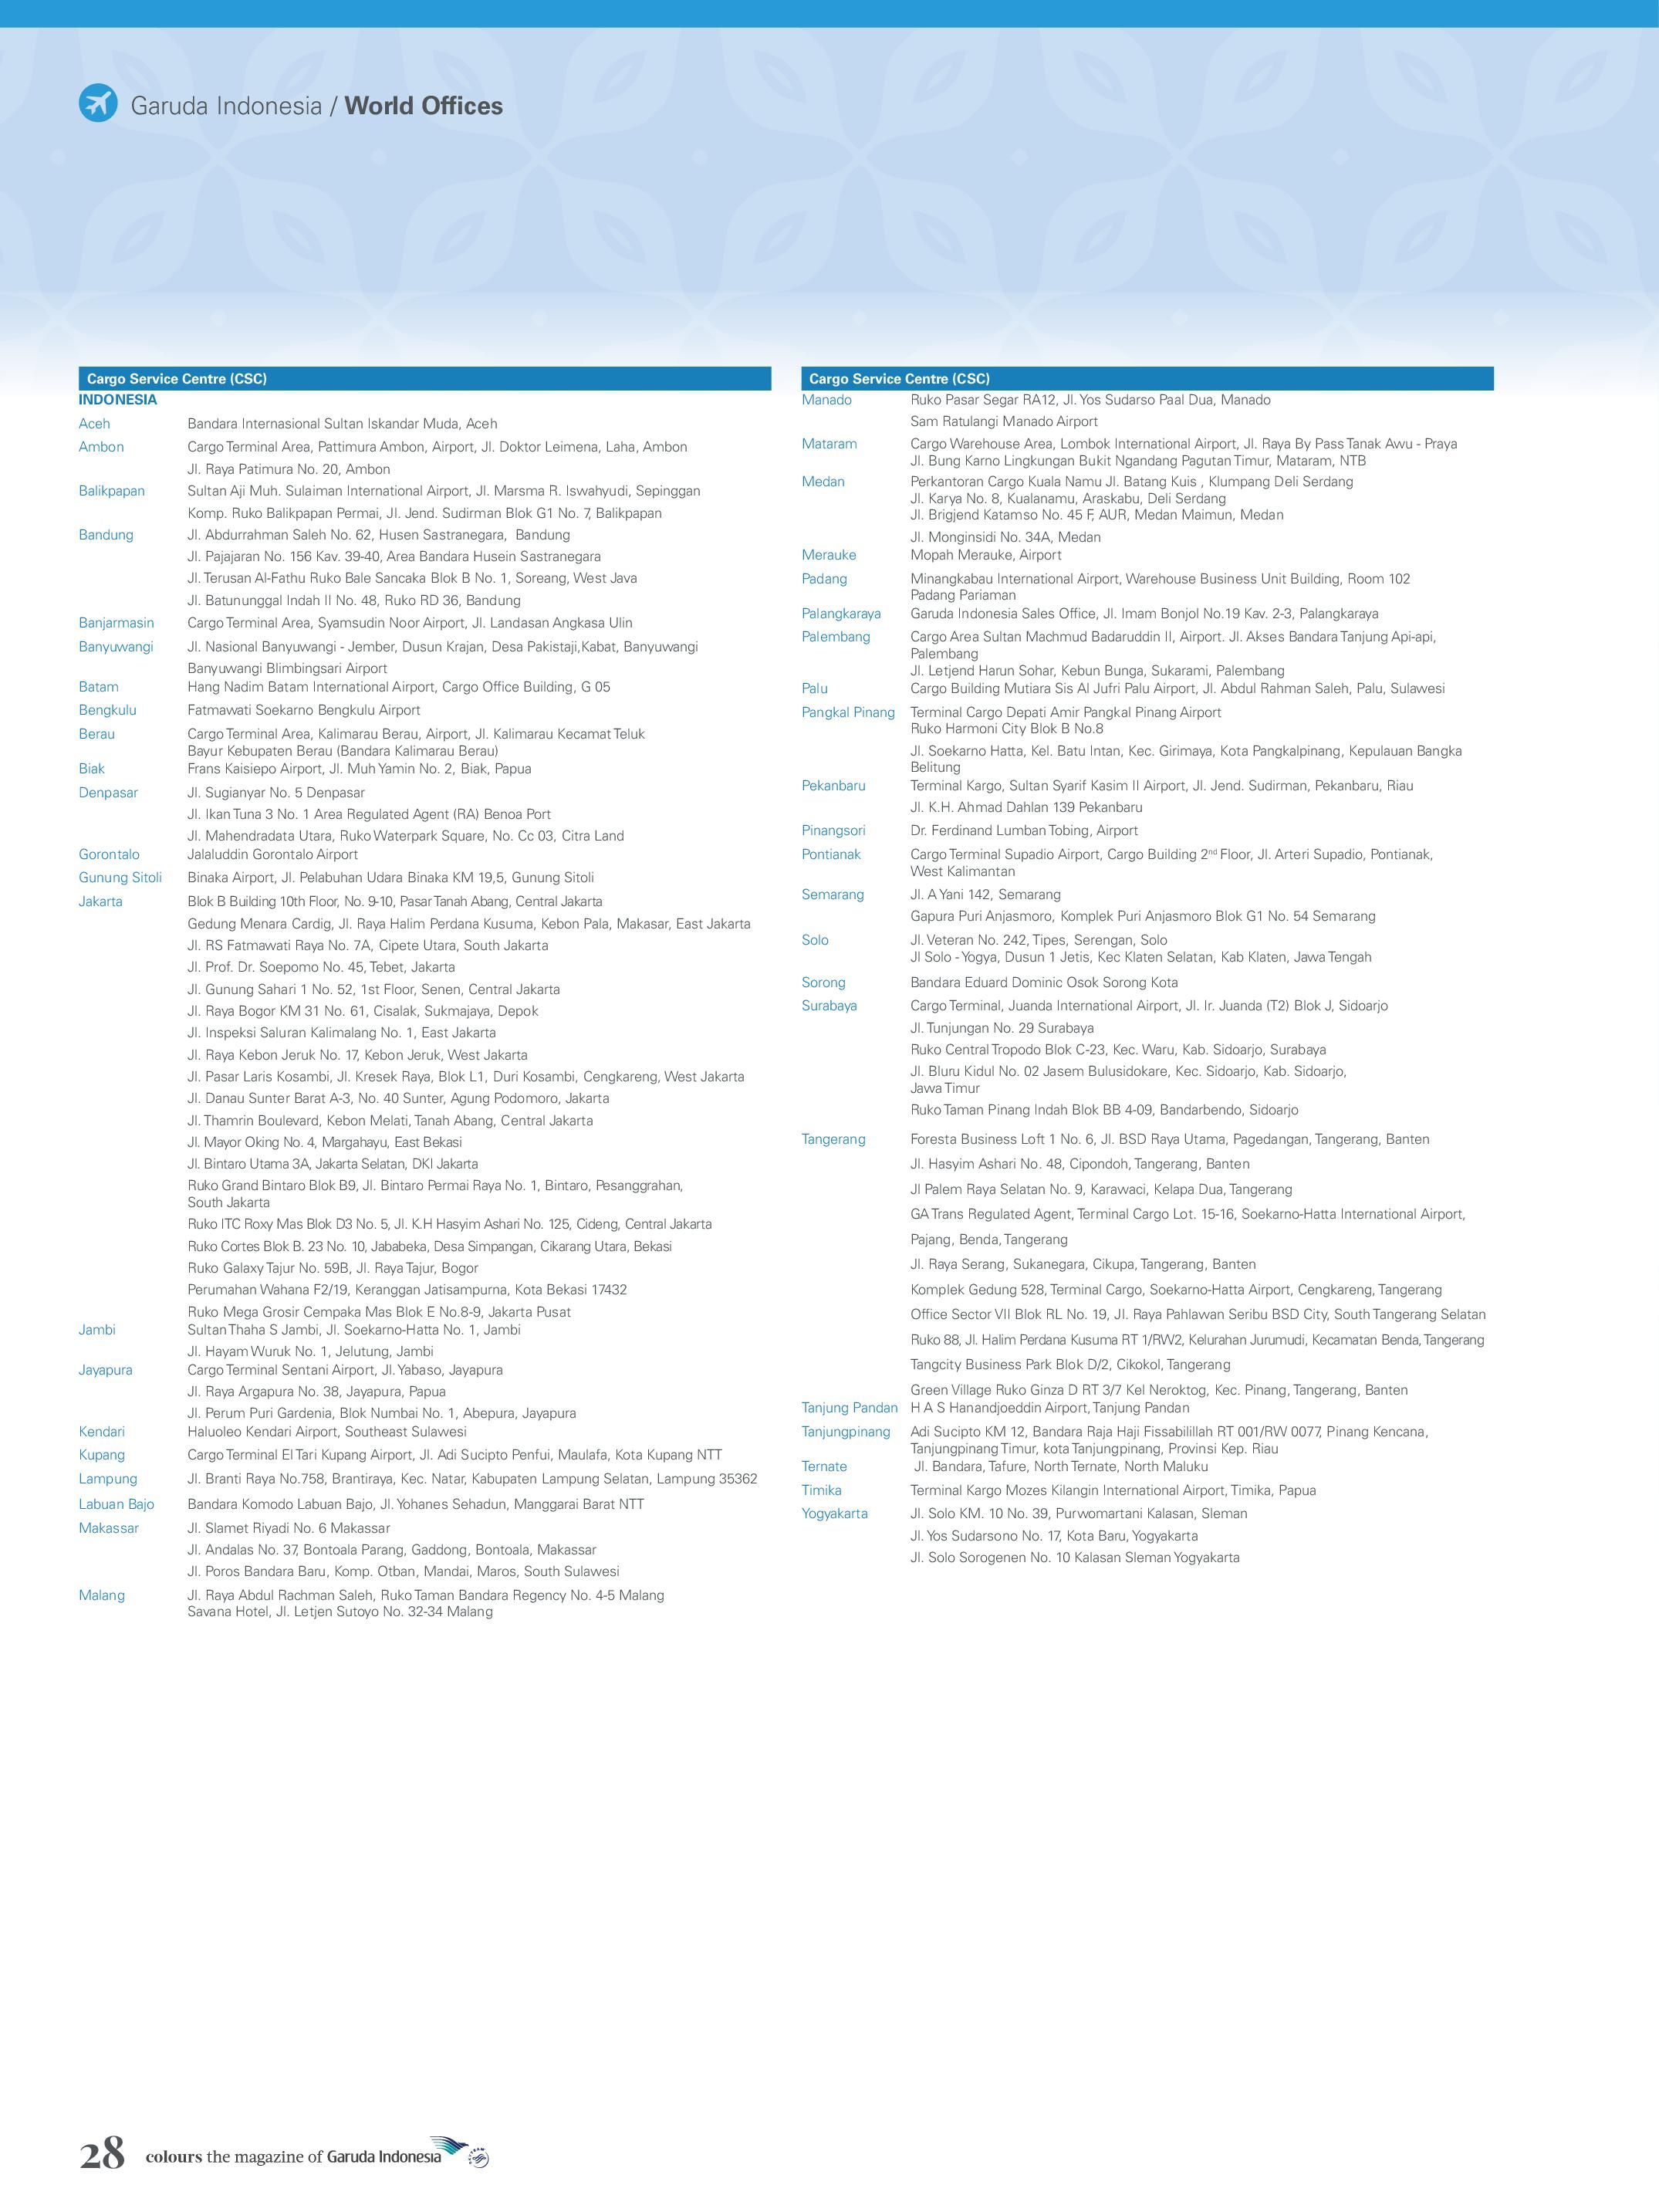 Garuda Indonesia / World Offices
Cargo Service Centre (CSC)
INDONESIA
Aceh Bandara Internasional Sultan Iskandar Muda, Aceh
Ambon Cargo Terminal Area, Pattimura Ambon, Airport, Jl. Doktor Leimena, Laha, Ambon
Jl. Raya Patimura No. 20, Ambon
Balikpapan Sultan Aji Muh. Sulaiman International Airport, Jl. Marsma R. Iswahyudi, Sepinggan
Komp. Ruko Balikpapan Permai, Jl. Jend. Sudirman Blok G1 No. 7, Balikpapan
Bandung Jl. Abdurrahman Saleh No. 62, Husen Sastranegara, Bandung
Jl. Pajajaran No. 156 Kav. 39-40, Area Bandara Husein Sastranegara
Jl. Terusan Al-Fathu Ruko Bale Sancaka Blok B No. 1, Soreang, West Java
Jl. Batununggal Indah II No. 48, Ruko RD 36, Bandung
Banjarmasin Cargo Terminal Area, Syamsudin Noor Airport, Jl. Landasan Angkasa Ulin
Banyuwangi Jl. Nasional Banyuwangi - Jember, Dusun Krajan, Desa Pakistaji,Kabat, Banyuwangi
Banyuwangi Blimbingsari Airport
Batam Hang Nadim Batam International Airport, Cargo Office Building, G 05
Bengkulu Fatmawati Soekarno Bengkulu Airport
Berau Cargo Terminal Area, Kalimarau Berau, Airport, Jl. Kalimarau Kecamat Teluk
Bayur Kebupaten Berau (Bandara Kalimarau Berau)
Biak Frans Kaisiepo Airport, Jl. Muh Yamin No. 2, Biak, Papua
Denpasar Jl. Sugianyar No. 5 Denpasar
Jl. Ikan Tuna 3 No. 1 Area Regulated Agent (RA) Benoa Port
Jl. Mahendradata Utara, Ruko Waterpark Square, No. Cc 03, Citra Land
Gorontalo Jalaluddin Gorontalo Airport
Gunung Sitoli Binaka Airport, Jl. Pelabuhan Udara Binaka KM 19,5, Gunung Sitoli
Jakarta Blok B Building 10th Floor, No. 9-10, Pasar Tanah Abang, Central Jakarta
Gedung Menara Cardig, Jl. Raya Halim Perdana Kusuma, Kebon Pala, Makasar, East Jakarta
Jl. RS Fatmawati Raya No. 7A, Cipete Utara, South Jakarta
Jl. Prof. Dr. Soepomo No. 45, Tebet, Jakarta
Jl. Gunung Sahari 1 No. 52, 1st Floor, Senen, Central Jakarta
Jl. Raya Bogor KM 31 No. 61, Cisalak, Sukmajaya, Depok
Jl. Inspeksi Saluran Kalimalang No. 1, East Jakarta
Jl. Raya Kebon Jeruk No. 17, Kebon Jeruk, West Jakarta
Jl. Pasar Laris Kosambi, Jl. Kresek Raya, Blok L1, Duri Kosambi, Cengkareng, West Jakarta
Jl. Danau Sunter Barat A-3, No. 40 Sunter, Agung Podomoro, Jakarta
Jl. Thamrin Boulevard, Kebon Melati, Tanah Abang, Central Jakarta
Jl. Mayor Oking No. 4, Margahayu, East Bekasi
Jl. Bintaro Utama 3A, Jakarta Selatan, DKI Jakarta
Ruko Grand Bintaro Blok B9, Jl. Bintaro Permai Raya No. 1, Bintaro, Pesanggrahan,
South Jakarta
Ruko ITC Roxy Mas Blok D3 No. 5, Jl. K.H Hasyim Ashari No. 125, Cideng, Central Jakarta
Ruko Cortes Blok B. 23 No. 10, Jababeka, Desa Simpangan, Cikarang Utara, Bekasi
Ruko Galaxy Tajur No. 59B, Jl. Raya Tajur, Bogor
Perumahan Wahana F2/19, Keranggan Jatisampurna, Kota Bekasi 17432
Ruko Mega Grosir Cempaka Mas Blok E No.8-9, Jakarta Pusat
Jambi Sultan Thaha S Jambi, Jl. Soekarno-Hatta No. 1, Jambi
Jl. Hayam Wuruk No. 1, Jelutung, Jambi
Jayapura Cargo Terminal Sentani Airport, Jl. Yabaso, Jayapura
Jl. Raya Argapura No. 38, Jayapura, Papua
Jl. Perum Puri Gardenia, Blok Numbai No. 1, Abepura, Jayapura
Kendari Haluoleo Kendari Airport, Southeast Sulawesi
Kupang Cargo Terminal El Tari Kupang Airport, Jl. Adi Sucipto Penfui, Maulafa, Kota Kupang NTT
Lampung Jl. Branti Raya No.758, Brantiraya, Kec. Natar, Kabupaten Lampung Selatan, Lampung 35362
Labuan Bajo Bandara Komodo Labuan Bajo, Jl. Yohanes Sehadun, Manggarai Barat NTT
Makassar Jl. Slamet Riyadi No. 6 Makassar
Jl. Andalas No. 37, Bontoala Parang, Gaddong, Bontoala, Makassar
Jl. Poros Bandara Baru, Komp. Otban, Mandai, Maros, South Sulawesi
Malang Jl. Raya Abdul Rachman Saleh, Ruko Taman Bandara Regency No. 4-5 Malang
Savana Hotel, Jl. Letjen Sutoyo No. 32-34 Malang
Cargo Service Centre (CSC)
Manado Ruko Pasar Segar RA12, Jl. Yos Sudarso Paal Dua, Manado
Sam Ratulangi Manado Airport
Mataram Cargo Warehouse Area, Lombok International Airport, Jl. Raya By Pass Tanak Awu - Praya
Jl. Bung Karno Lingkungan Bukit Ngandang Pagutan Timur, Mataram, NTB
Medan Perkantoran Cargo Kuala Namu Jl. Batang Kuis , Klumpang Deli Serdang
Jl. Karya No. 8, Kualanamu, Araskabu, Deli Serdang
Jl. Brigjend Katamso No. 45 F, AUR, Medan Maimun, Medan
Jl. Monginsidi No. 34A, Medan
Merauke Mopah Merauke, Airport
Padang Minangkabau International Airport, Warehouse Business Unit Building, Room 102
Padang Pariaman
Palangkaraya Garuda Indonesia Sales Office, Jl. Imam Bonjol No.19 Kav. 2-3, Palangkaraya
Palembang Cargo Area Sultan Machmud Badaruddin II, Airport. Jl. Akses Bandara Tanjung Api-api,
Palembang
Jl. Letjend Harun Sohar, Kebun Bunga, Sukarami, Palembang
Palu Cargo Building Mutiara Sis Al Jufri Palu Airport, Jl. Abdul Rahman Saleh, Palu, Sulawesi
Pangkal Pinang Terminal Cargo Depati Amir Pangkal Pinang Airport
Ruko Harmoni City Blok B No.8
Jl. Soekarno Hatta, Kel. Batu Intan, Kec. Girimaya, Kota Pangkalpinang, Kepulauan Bangka
Belitung
Pekanbaru Terminal Kargo, Sultan Syarif Kasim II Airport, Jl. Jend. Sudirman, Pekanbaru, Riau
Jl. K.H. Ahmad Dahlan 139 Pekanbaru
Pinangsori Dr. Ferdinand Lumban Tobing, Airport
Pontianak Cargo Terminal Supadio Airport, Cargo Building 2nd Floor, Jl. Arteri Supadio, Pontianak,
West Kalimantan
Semarang Jl. A Yani 142, Semarang
Gapura Puri Anjasmoro, Komplek Puri Anjasmoro Blok G1 No. 54 Semarang
Solo Jl. Veteran No. 242, Tipes, Serengan, Solo
Jl Solo - Yogya, Dusun 1 Jetis, Kec Klaten Selatan, Kab Klaten, Jawa Tengah
Sorong Bandara Eduard Dominic Osok Sorong Kota
Surabaya Cargo Terminal, Juanda International Airport, Jl. Ir. Juanda (T2) Blok J, Sidoarjo
Jl. Tunjungan No. 29 Surabaya
Ruko Central Tropodo Blok C-23, Kec. Waru, Kab. Sidoarjo, Surabaya
Jl. Bluru Kidul No. 02 Jasem Bulusidokare, Kec. Sidoarjo, Kab. Sidoarjo,
Jawa Timur
Ruko Taman Pinang Indah Blok BB 4-09, Bandarbendo, Sidoarjo
Tangerang Foresta Business Loft 1 No. 6, Jl. BSD Raya Utama, Pagedangan, Tangerang, Banten
Jl. Hasyim Ashari No. 48, Cipondoh, Tangerang, Banten
Jl Palem Raya Selatan No. 9, Karawaci, Kelapa Dua, Tangerang
GA Trans Regulated Agent, Terminal Cargo Lot. 15-16, Soekarno-Hatta International Airport,
Pajang, Benda, Tangerang
Jl. Raya Serang, Sukanegara, Cikupa, Tangerang, Banten
Komplek Gedung 528, Terminal Cargo, Soekarno-Hatta Airport, Cengkareng, Tangerang
Office Sector VII Blok RL No. 19, Jl. Raya Pahlawan Seribu BSD City, South Tangerang Selatan
Ruko 88, Jl. Halim Perdana Kusuma RT 1/RW2, Kelurahan Jurumudi, Kecamatan Benda, Tangerang
Tangcity Business Park Blok D/2, Cikokol, Tangerang
Green Village Ruko Ginza D RT 3/7 Kel Neroktog, Kec. Pinang, Tangerang, Banten
Tanjung Pandan H A S Hanandjoeddin Airport, Tanjung Pandan
Tanjungpinang Adi Sucipto KM 12, Bandara Raja Haji Fissabilillah RT 001/RW 0077, Pinang Kencana,
Tanjungpinang Timur, kota Tanjungpinang, Provinsi Kep. Riau
Ternate Jl. Bandara, Tafure, North Ternate, North Maluku
Timika Terminal Kargo Mozes Kilangin International Airport, Timika, Papua
Yogyakarta Jl. Solo KM. 10 No. 39, Purwomartani Kalasan, Sleman
Jl. Yos Sudarsono No. 17, Kota Baru, Yogyakarta
Jl. Solo Sorogenen No. 10 Kalasan Sleman Yogyakarta
28 colours the magazine of Garuda Indonesia